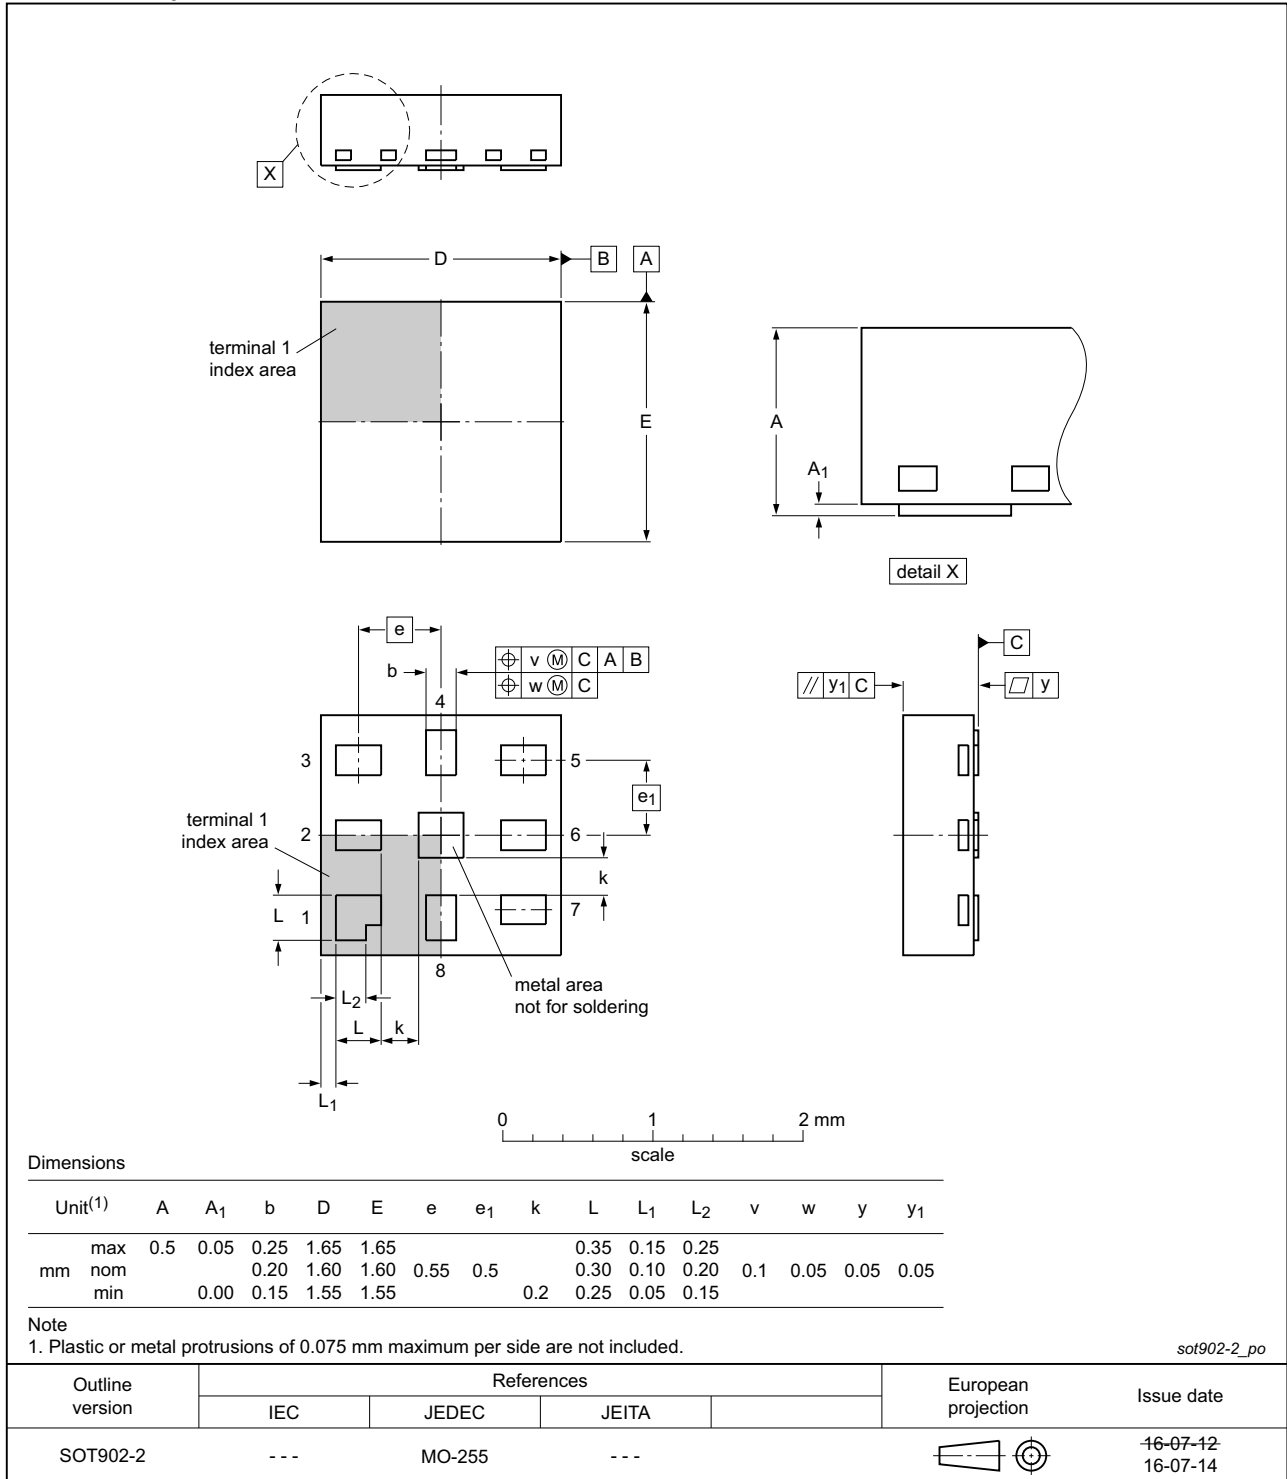 X
D
B
A
terminal 1
index area
E
A
A1
detail X
e
b
v M C A B
w M C
4
3
5
e1
terminal 1
index area
2
6
k
L
1
7
8
metal area
not for soldering
L2
L
k
L1
C
// y1 C
y
0 1 2 mm
scale
Dimensions
Unit(1) A A1 b D E e e1 k L L1 L2 v w y y1
max 0.5 0.05 0.25 1.65 1.65 0.35 0.15 0.25
mm nom 0.20 1.60 1.60 0.55 0.5 0.30 0.10 0.20 0.1 0.05 0.05 0.05
min 0.00 0.15 1.55 1.55 0.2 0.25 0.05 0.15
Note
1. Plastic or metal protrusions of 0.075 mm maximum per side are not included.
sot902-2_po
Outline
version
References
IEC JEDEC JEITA
European
projection
Issue date
SOT902-2 - - - MO-255 - - -
16-07-12
16-07-14